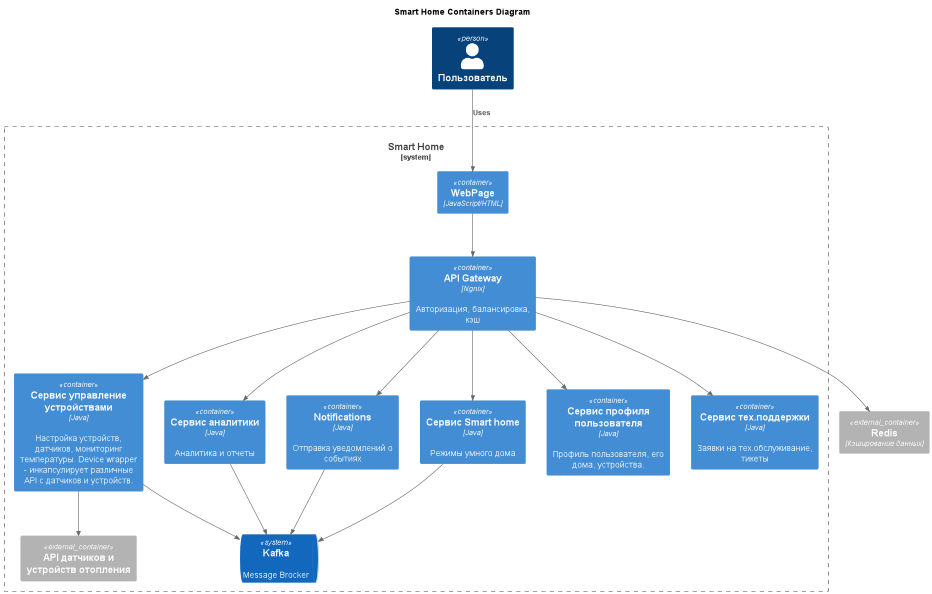 Smart Home Containers Diagram
«person»
Пользователь
Uses
Smart Home
[system]
«container»
WebPage
[JavaScript/HTML]
«container»
API Gateway
[Ngnix]
Авторизация, балансировка,
кэш
«container»
Сервис управление
устройствами
[Java]
Настройка устройств,
датчиков, мониторинг
температуры. Device wrapper
- инкапсулирует различные
API с датчиков и устройств.
«container»
Сервис аналитики
[Java]
Аналитика и отчеты
«container»
Notifications
[Java]
Отправка уведомлений о
событиях
«container»
Сервис Smart home
[Java]
Режимы умного дома
«container»
Сервис профиля
пользователя
[Java]
Профиль пользователя, его
дома, устройства.
«container»
Сервис тех.поддержки
[Java]
Заявки на тех.обслуживание,
тикеты
«external_container»
Redis
[Кэширование данных]
«external_container»
API датчиков и
устройств отопления
«system»
Kafka
Message Brocker